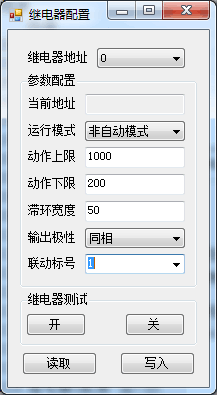 继电器配置
继电器地址 0
参数配置
当前地址
运行模式 非自动模式
动作上限 1000
动作下限 200
滞环宽度 50
输出极性 同相
联动标号 1
继电器测试
开 关
读取 写入